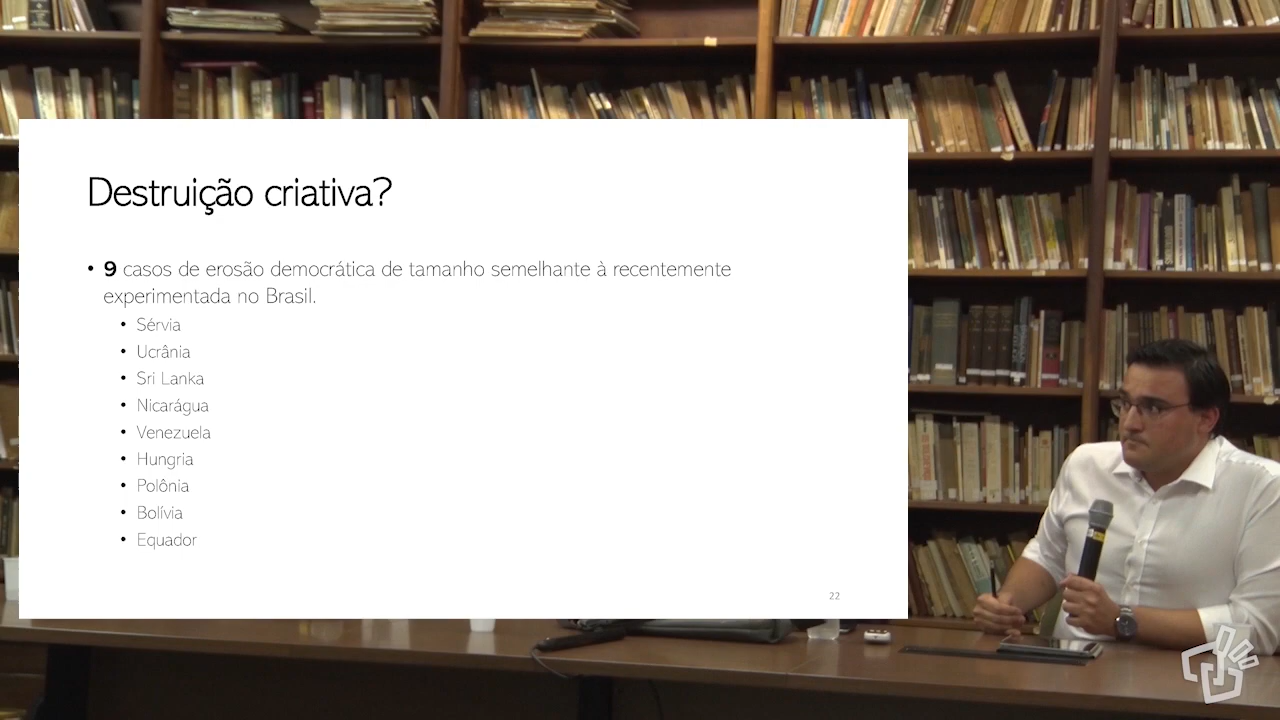 Destruição criativa?
• 9 casos de erosão democrática de tamanho semelhante à recentemente
experimentada no Brasil.
• Sérvia
• Ucrânia
• Sri Lanka
• Nicarágua
• Venezuela
• Hungria
• Polônia
• Bolívia
• Equador
22